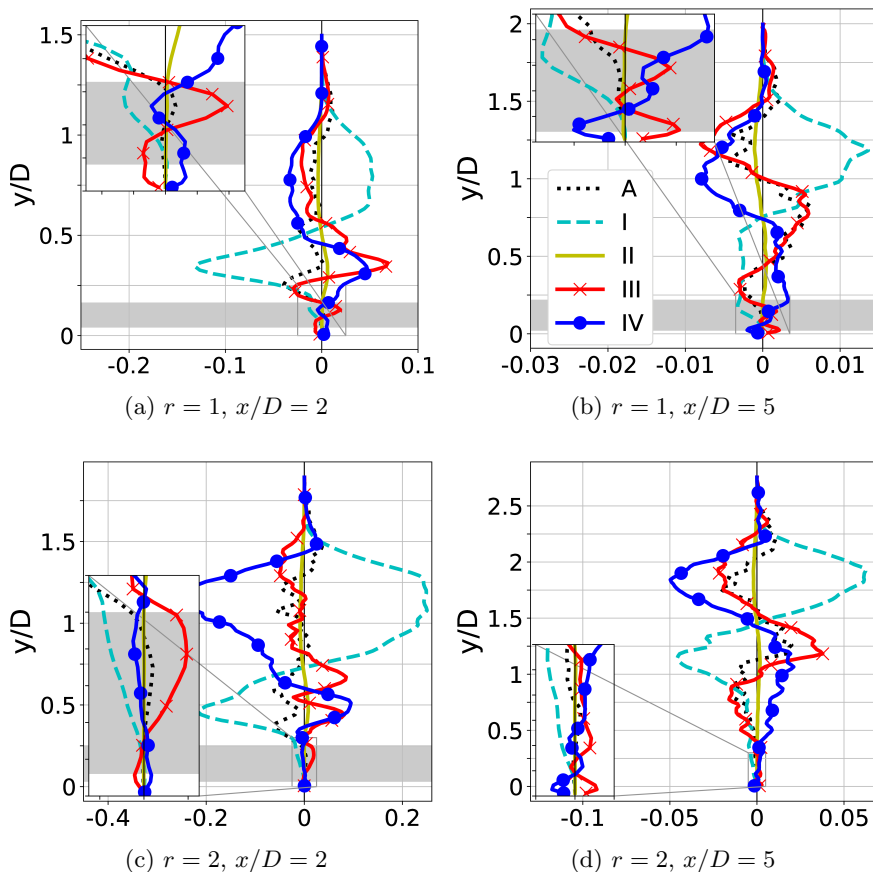 y/D
1.5
1
0.5
0
-0.2
-0.1
0
0.1
(a) r = 1, x/D = 2
y/D
2
1.5
1
0.5
0
-0.03
-0.02
-0.01
0
0.01
A
I
II
III
IV
(b) r = 1, x/D = 5
y/D
1.5
1
0.5
0
-0.4
-0.2
0
0.2
(c) r = 2, x/D = 2
y/D
2.5
2
1.5
1
0.5
0
-0.1
-0.05
0
0.05
(d) r = 2, x/D = 5